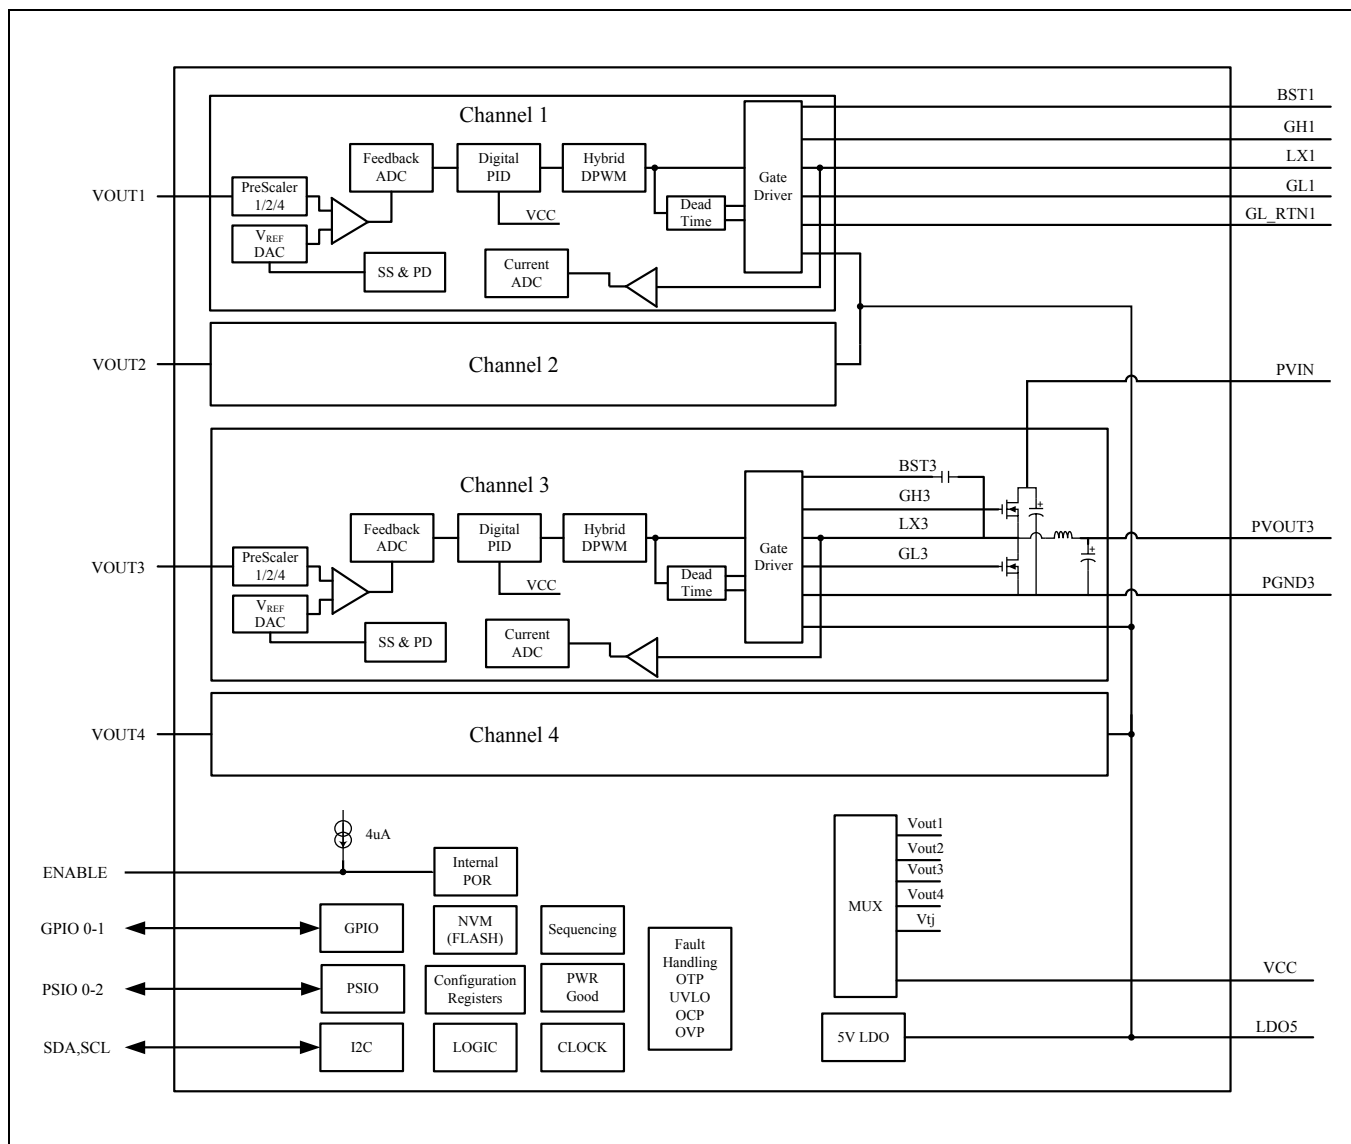 BST1
Channel 1
GH1
Feedback
ADC
Digital
PID
Hybrid
DPWM
LX1
Gate
Driver
VOUT1
PreScaler
1/2/4
GL1
Dead
Time
VCC
GL_RTN1
VREF
DAC
SS & PD
Current
ADC
VOUT2
Channel 2
PVIN
BST3
Channel 3
GH3
Feedback
ADC
Digital
PID
Hybrid
DPWM
LX3
PVOUT3
Gate
Driver
GL3
VOUT3
PreScaler
1/2/4
Dead
Time
VCC
PGND3
VREF
DAC
SS & PD
Current
ADC
VOUT4
Channel 4
4uA
Vout1
Vout2
Vout3
Vout4
Vtj
MUX
ENABLE
Internal
POR
GPIO 0-1
GPIO
NVM
(FLASH)
Sequencing
Fault
Handling
OTP
UVLO
OCP
OVP
PSIO 0-2
PSIO
Configuration
Registers
PWR
Good
VCC
SDA,SCL
I2C
LOGIC
CLOCK
5V LDO
LDO5